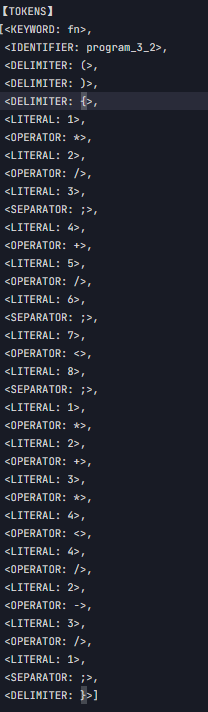 【TOKENS】
[<KEYWORD: fn>,
<IDENTIFIER: program_3_2>,
<DELIMITER: (>,
<DELIMITER: )>,
<DELIMITER: {>,
<LITERAL: 1>,
<OPERATOR: *>,
<LITERAL: 2>,
<OPERATOR: />,
<LITERAL: 3>,
<SEPARATOR: ;>,
<LITERAL: 4>,
<OPERATOR: +>,
<LITERAL: 5>,
<OPERATOR: />,
<LITERAL: 6>,
<SEPARATOR: ;>,
<LITERAL: 7>,
<OPERATOR: <>,
<LITERAL: 8>,
<SEPARATOR: ;>,
<LITERAL: 1>,
<OPERATOR: *>,
<LITERAL: 2>,
<OPERATOR: +>,
<LITERAL: 3>,
<OPERATOR: *>,
<LITERAL: 4>,
<OPERATOR: <>,
<LITERAL: 4>,
<OPERATOR: />,
<LITERAL: 2>,
<OPERATOR: ->,
<LITERAL: 3>,
<OPERATOR: />,
<LITERAL: 1>,
<SEPARATOR: ;>,
<DELIMITER: }>]